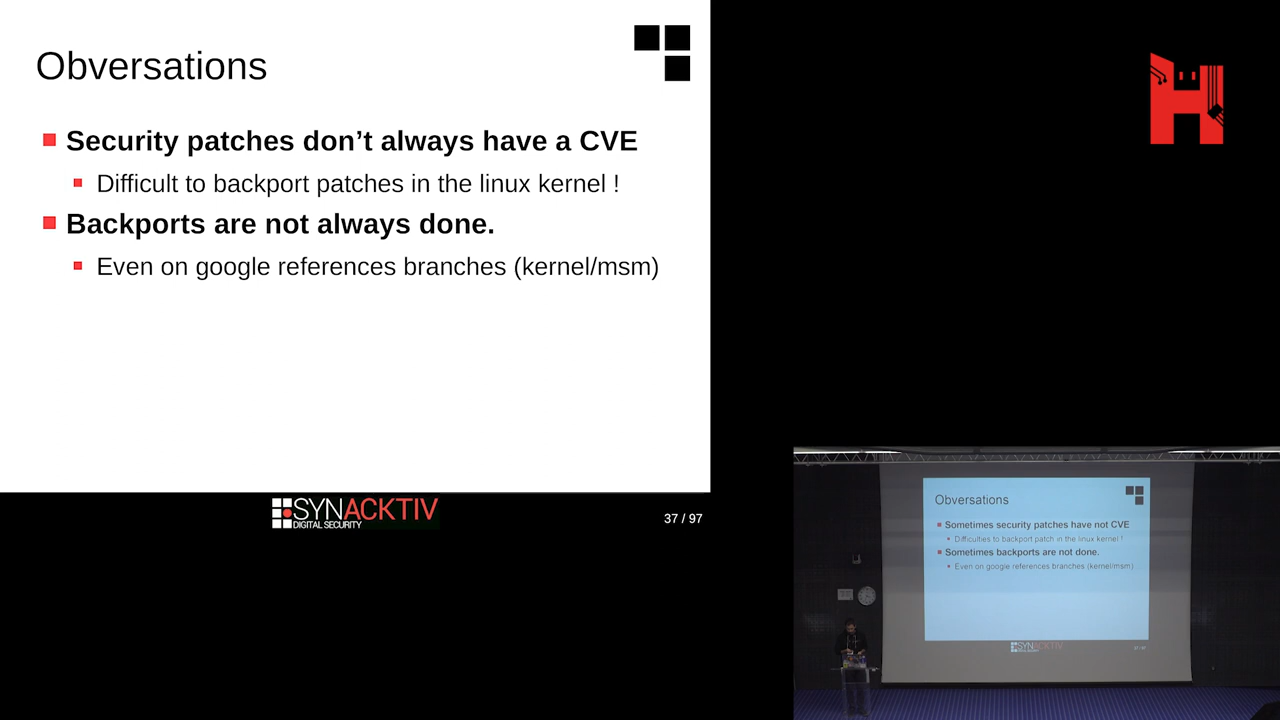 Obversations
Security patches don’t always have a CVE
Difficult to backport patches in the linux kernel !
Backports are not always done.
Even on google references branches (kernel/msm)
SYNACKTIV
DIGITAL SECURITY
37 / 97
Obversations
Sometimes security patches have not CVE
Difficulties to backport patch in the linux kernel !
Sometimes backports are not done.
Even on google references branches (kernel/msm)
SYNACKTIV